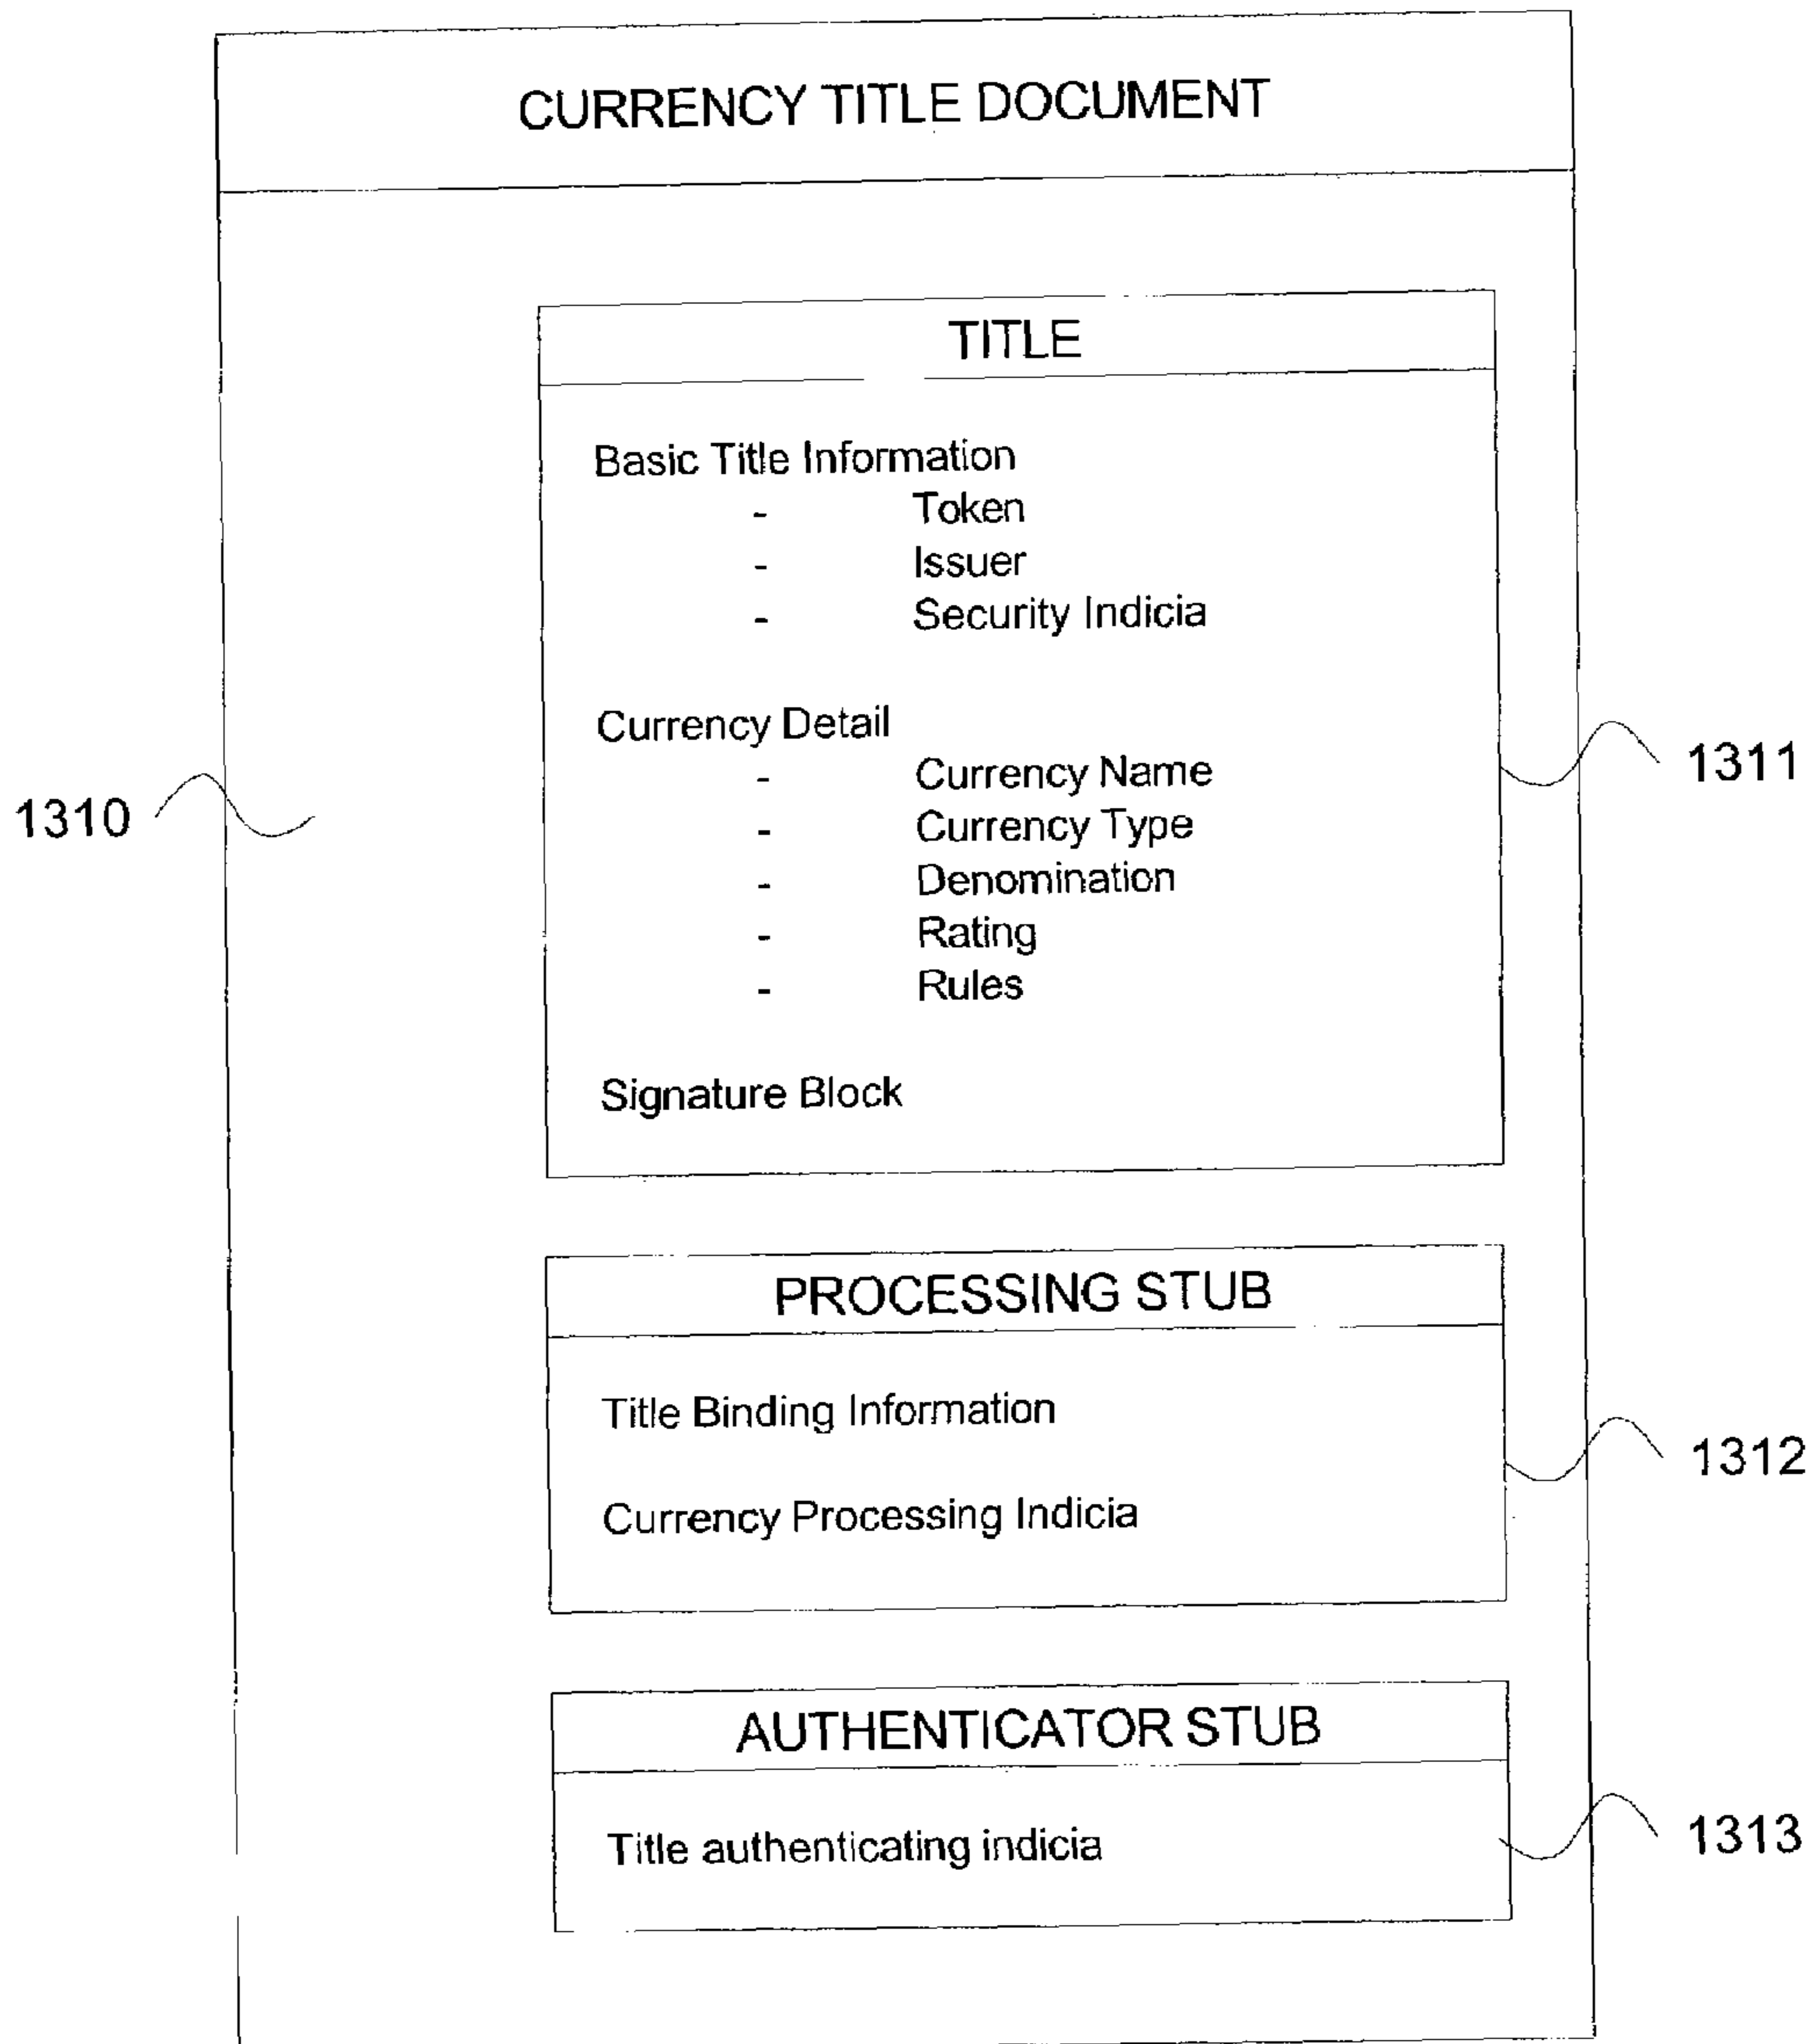 CURRENCY TITLE DOCUMENT
TITLE
Basic Title Information
- Token
- Issuer
- Security Indicia
Currency Detail
- Currency Name
- Currency Type
- Denomination
- Rating
- Rules
Signature Block
1310
1311
PROCESSING STUB
Title Binding Information
Currency Processing Indicia
1312
AUTHENTICATOR STUB
Title authenticating indicia
1313